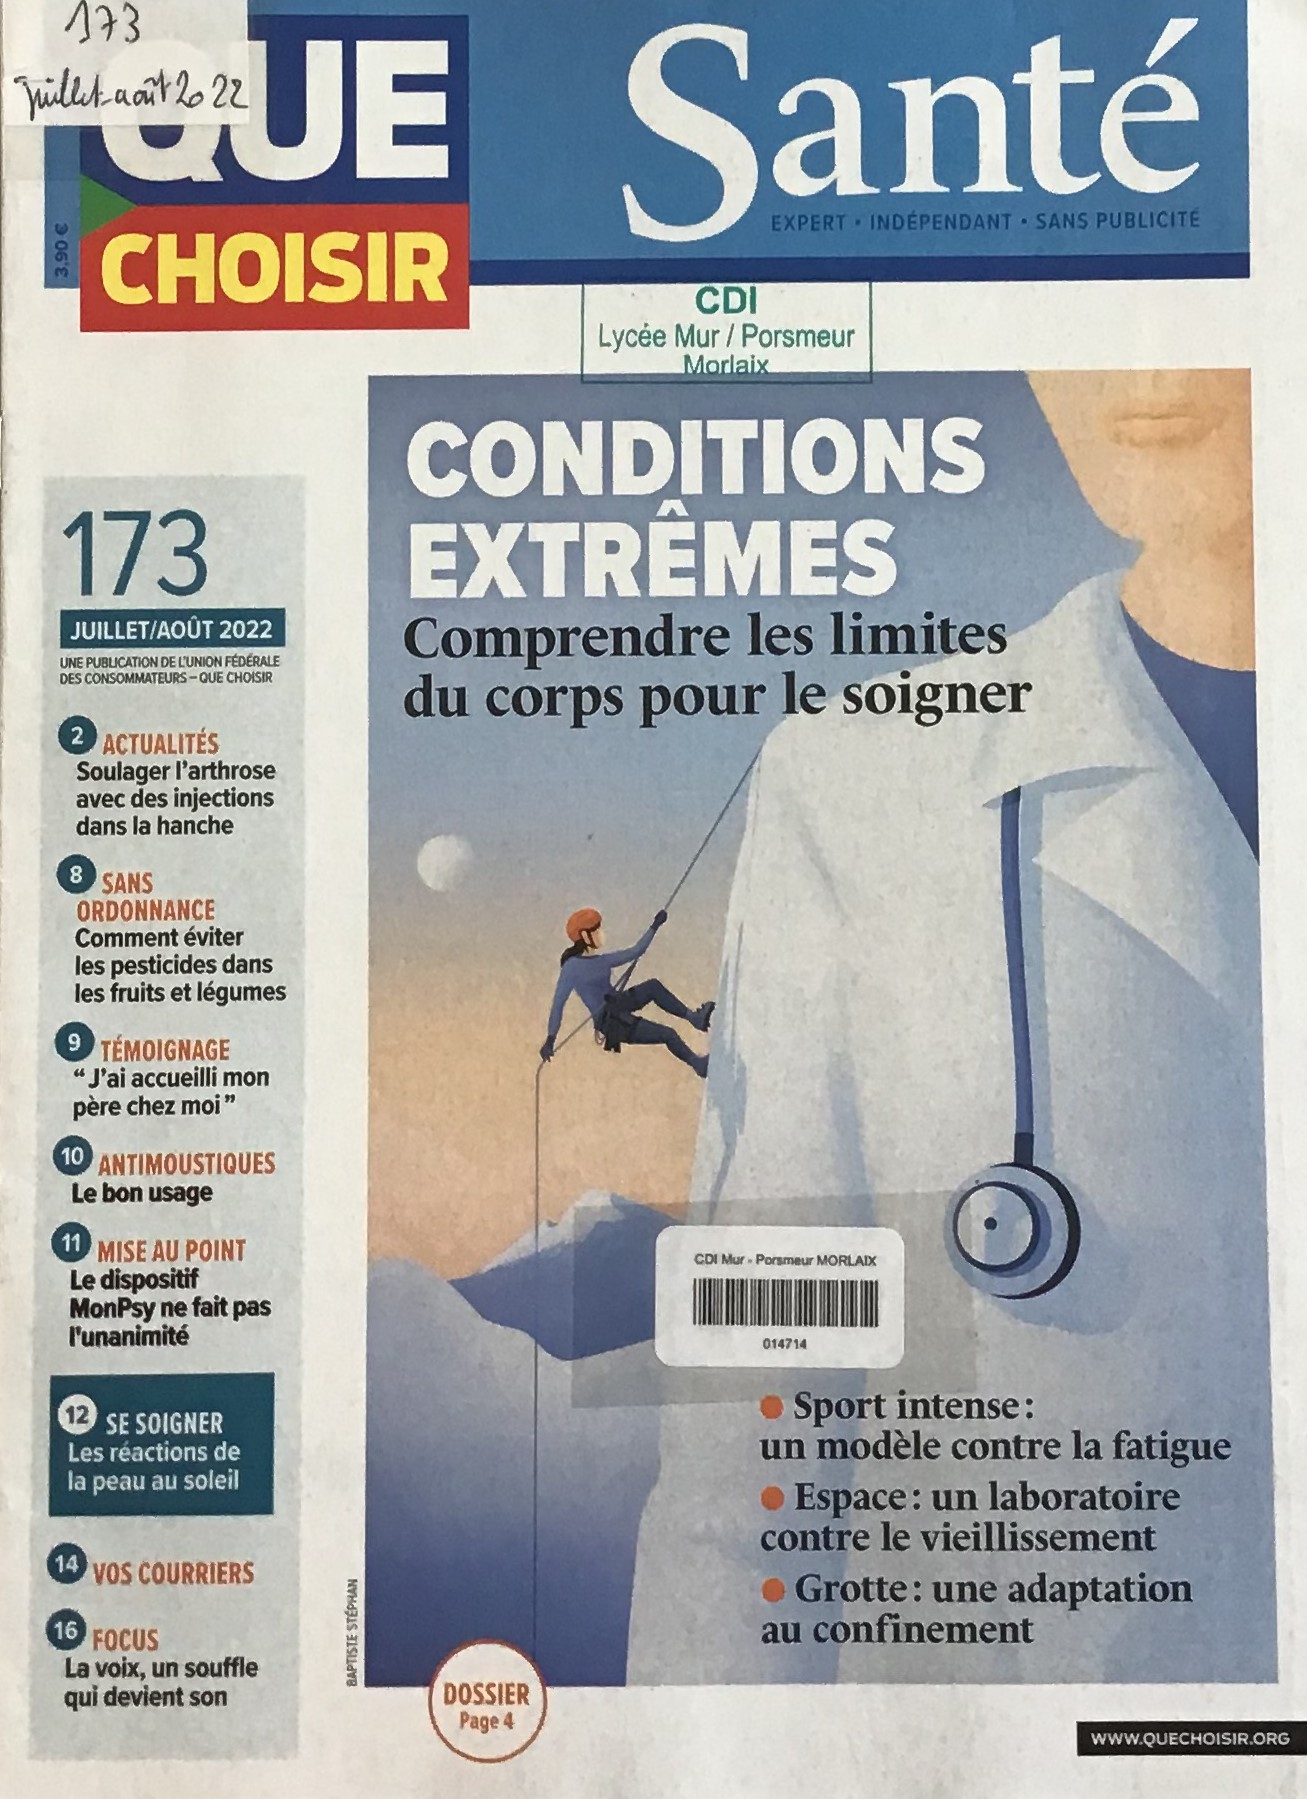 173
juillet-août 2022
QUE
CHOISIR
3,90 €
Santé
EXPERT • INDÉPENDANT • SANS PUBLICITÉ
CDI
Lycée Mur / Porsmeur
Morlaix
CONDITIONS
EXTRÊMES
Comprendre les limites
du corps pour le soigner
173
JUILLET/AOÛT 2022
UNE PUBLICATION DE L'UNION FÉDÉRALE
DES CONSOMMATEURS – QUE CHOISIR
2 ACTUALITÉS
Soulager l'arthrose
avec des injections
dans la hanche
8 SANS
ORDONNANCE
Comment éviter
les pesticides dans
les fruits et légumes
9 TÉMOIGNAGE
“ J'ai accueilli mon
père chez moi ”
10 ANTIMOUSTIQUES
Le bon usage
11 MISE AU POINT
Le dispositif
MonPsy ne fait pas
l'unanimité
12 SE SOIGNER
Les réactions de
la peau au soleil
14 VOS COURRIERS
16 FOCUS
La voix, un souffle
qui devient son
CDI Mur - Porsmeur MORLAIX
014714
• Sport intense :
un modèle contre la fatigue
• Espace : un laboratoire
contre le vieillissement
• Grotte : une adaptation
au confinement
BAPTISTE STÉPHAN
DOSSIER
Page 4
WWW.QUECHOISIR.ORG